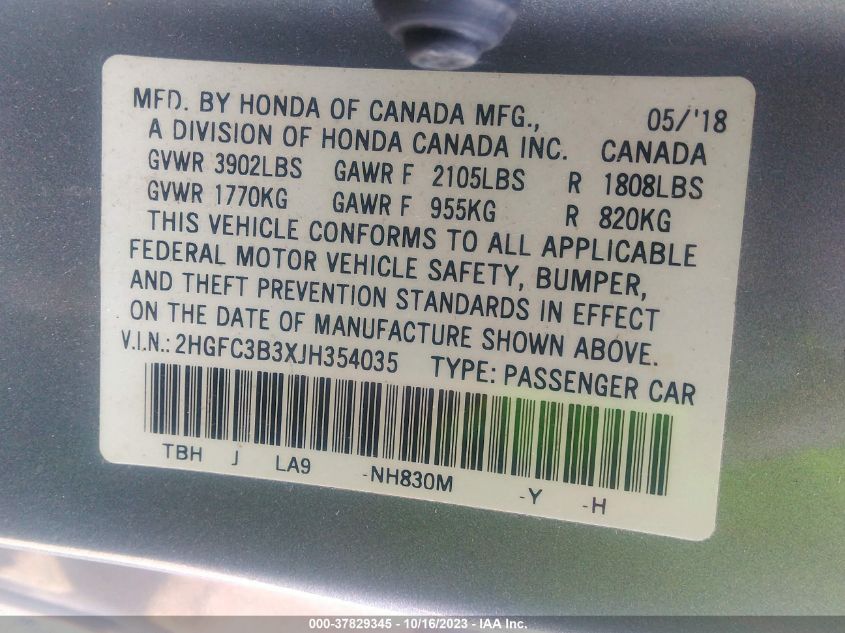 MFD. BY HONDA OF CANADA MFG., 05/'18
A DIVISION OF HONDA CANADA INC. CANADA
GVWR 3902LBS GAWR F 2105LBS R 1808LBS
GVWR 1770KG GAWR F 955KG R 820KG
THIS VEHICLE CONFORMS TO ALL APPLICABLE
FEDERAL MOTOR VEHICLE SAFETY, BUMPER,
AND THEFT PREVENTION STANDARDS IN EFFECT
ON THE DATE OF MANUFACTURE SHOWN ABOVE.
V.I.N.: 2HGFC3B3XJH354035 TYPE: PASSENGER CAR
TBH J LA9 -NH830M -Y -H
000-37829345 - 10/16/2023 - IAA Inc.